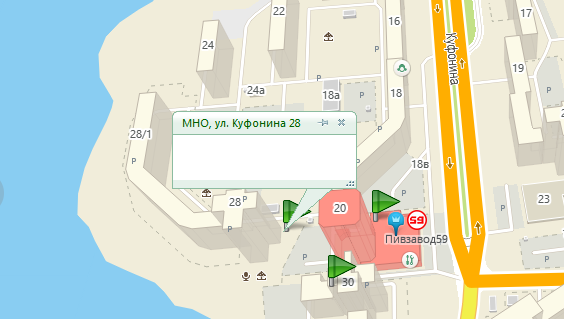 22
16
24
Куфонина
17
19
Р
Р
Р
24а
18а
18
Р
Р
МНО, ул. Куфонина 28
28/1
18в
28
20
23
59
Пивзавод59
Р
Р
30